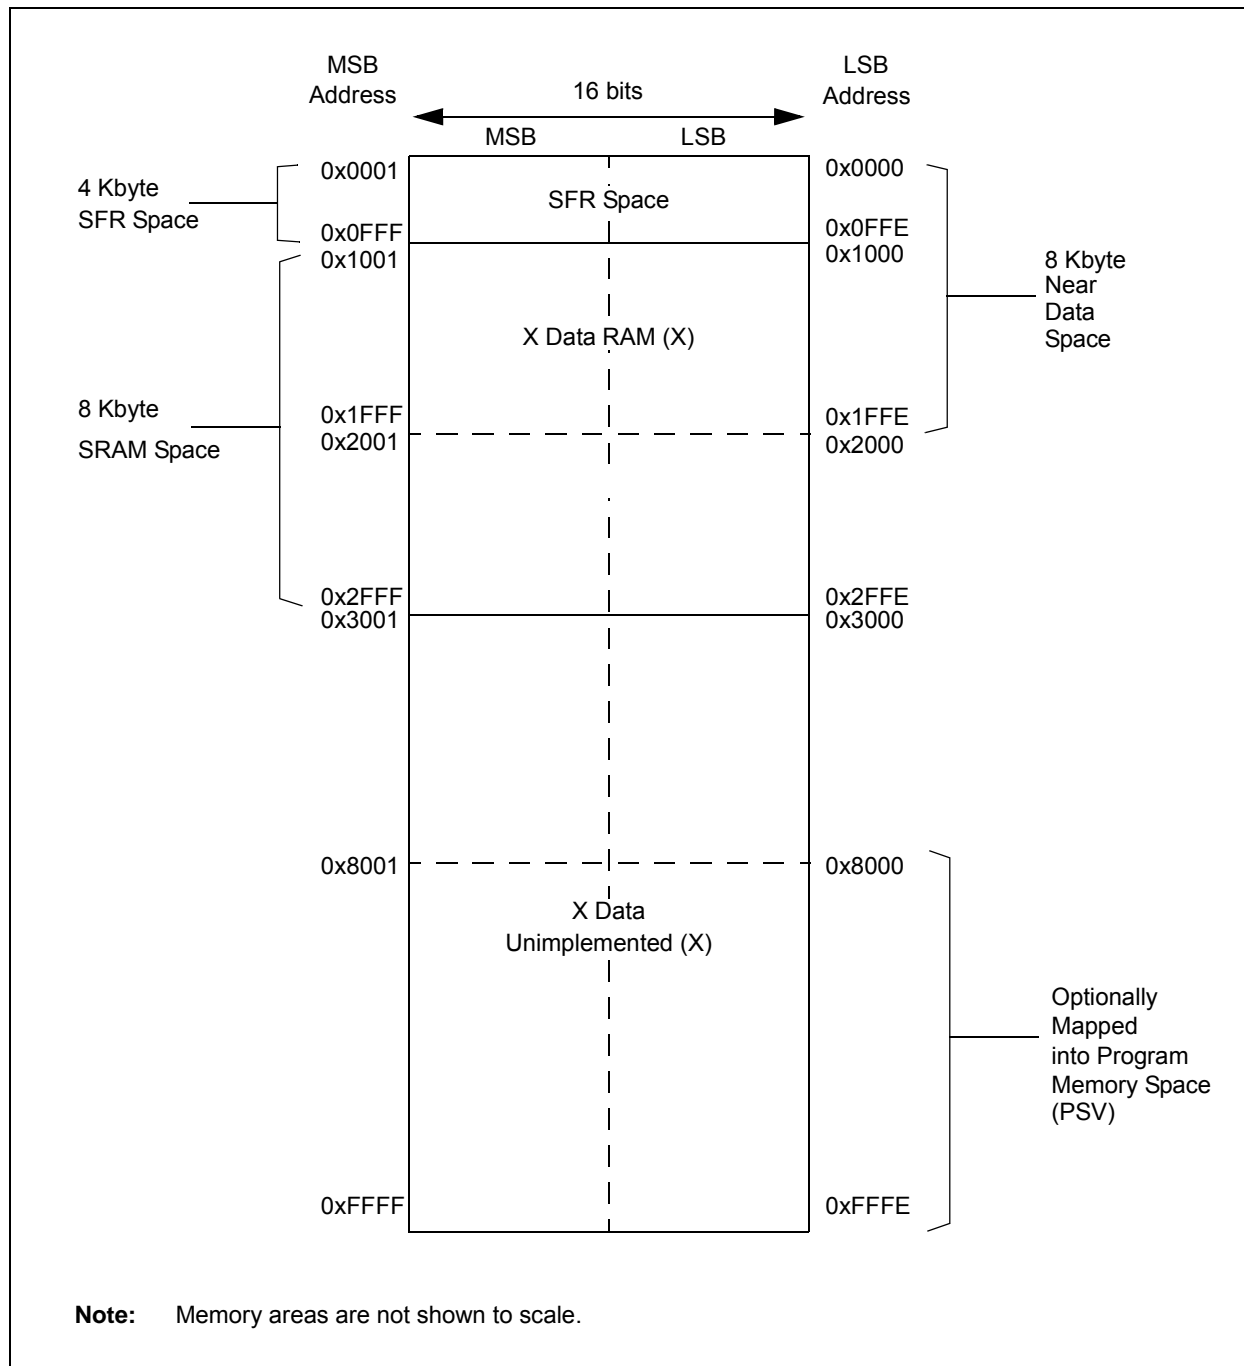 MSB
Address
LSB
Address
16 bits
MSB
LSB
0x0001
0x0000
4 Kbyte
SFR Space
SFR Space
0x0FFF
0x0FFE
0x1001
0x1000
8 Kbyte
Near
Data
Space
X Data RAM (X)
8 Kbyte
SRAM Space
0x1FFF
0x1FFE
0x2001
0x2000
0x2FFF
0x2FFE
0x3001
0x3000
0x8001
0x8000
X Data
Unimplemented (X)
Optionally
Mapped
into Program
Memory Space
(PSV)
0xFFFF
0xFFFE
Note: Memory areas are not shown to scale.